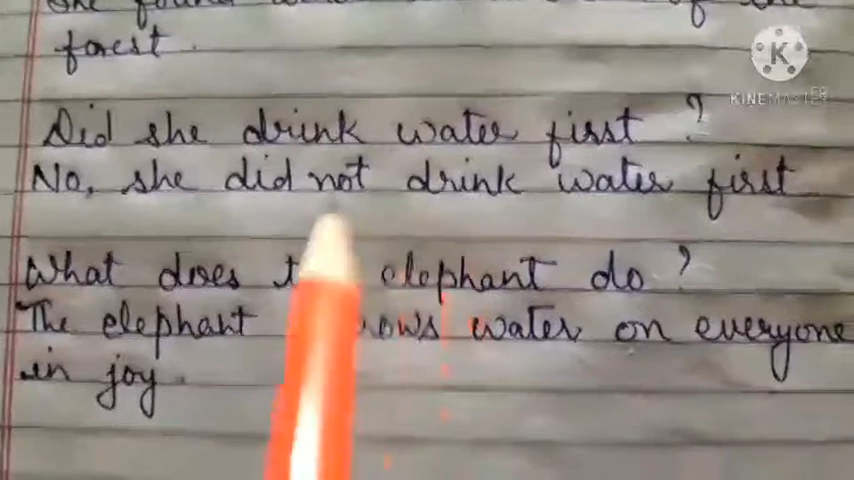 forest.
Did she drink water first ?
No, she did not drink water first
What does elephant do ?
The elephant water on everyone
in joy.
K
KINEMASTER